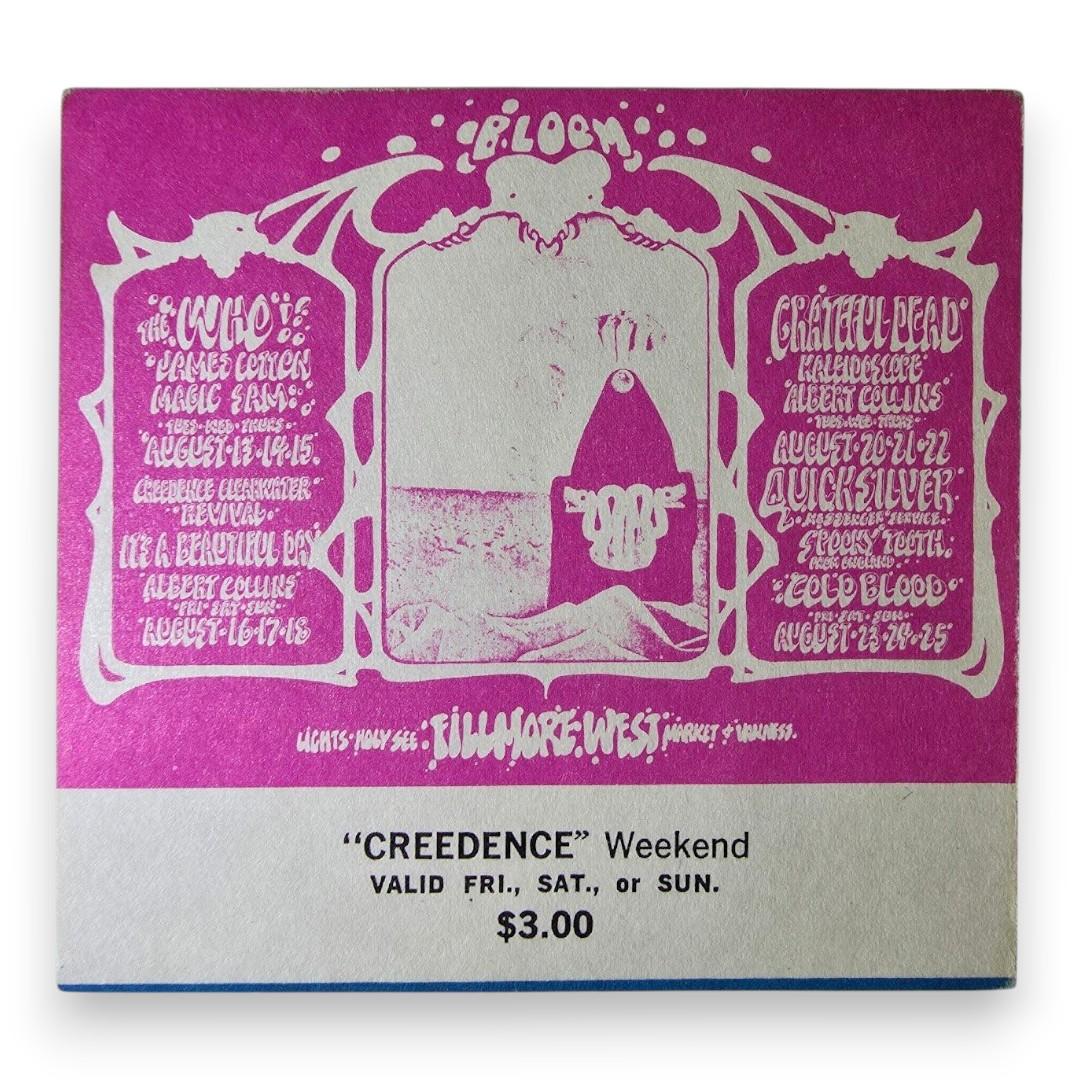 BLOOM
THE WHO
JAMES COTTON
MAGIC SAM
TUES·WED·THURS·
AUGUST·13·14·15.
CREEDENCE CLEARWATER
REVIVAL
IT'S A BEAUTIFUL DAY
ALBERT COLLINS
·FRI·SAT·SUN·
AUGUST·16·17·18
GRATEFUL DEAD
KALEIDOSCOPE
ALBERT COLLINS
TUES·WED·THURS·
AUGUST·20·21·22
QUICKSILVER
MESSENGER SERVICE
SPOOKY TOOTH.
FROM ENGLAND
COLD BLOOD
FRI·SAT·SUN·
AUGUST·23·24·25
LIGHTS·HOLY SEE: FILLMORE·WEST MARKET & VAN NESS.
“CREEDENCE” Weekend
VALID FRI., SAT., or SUN.
$3.00